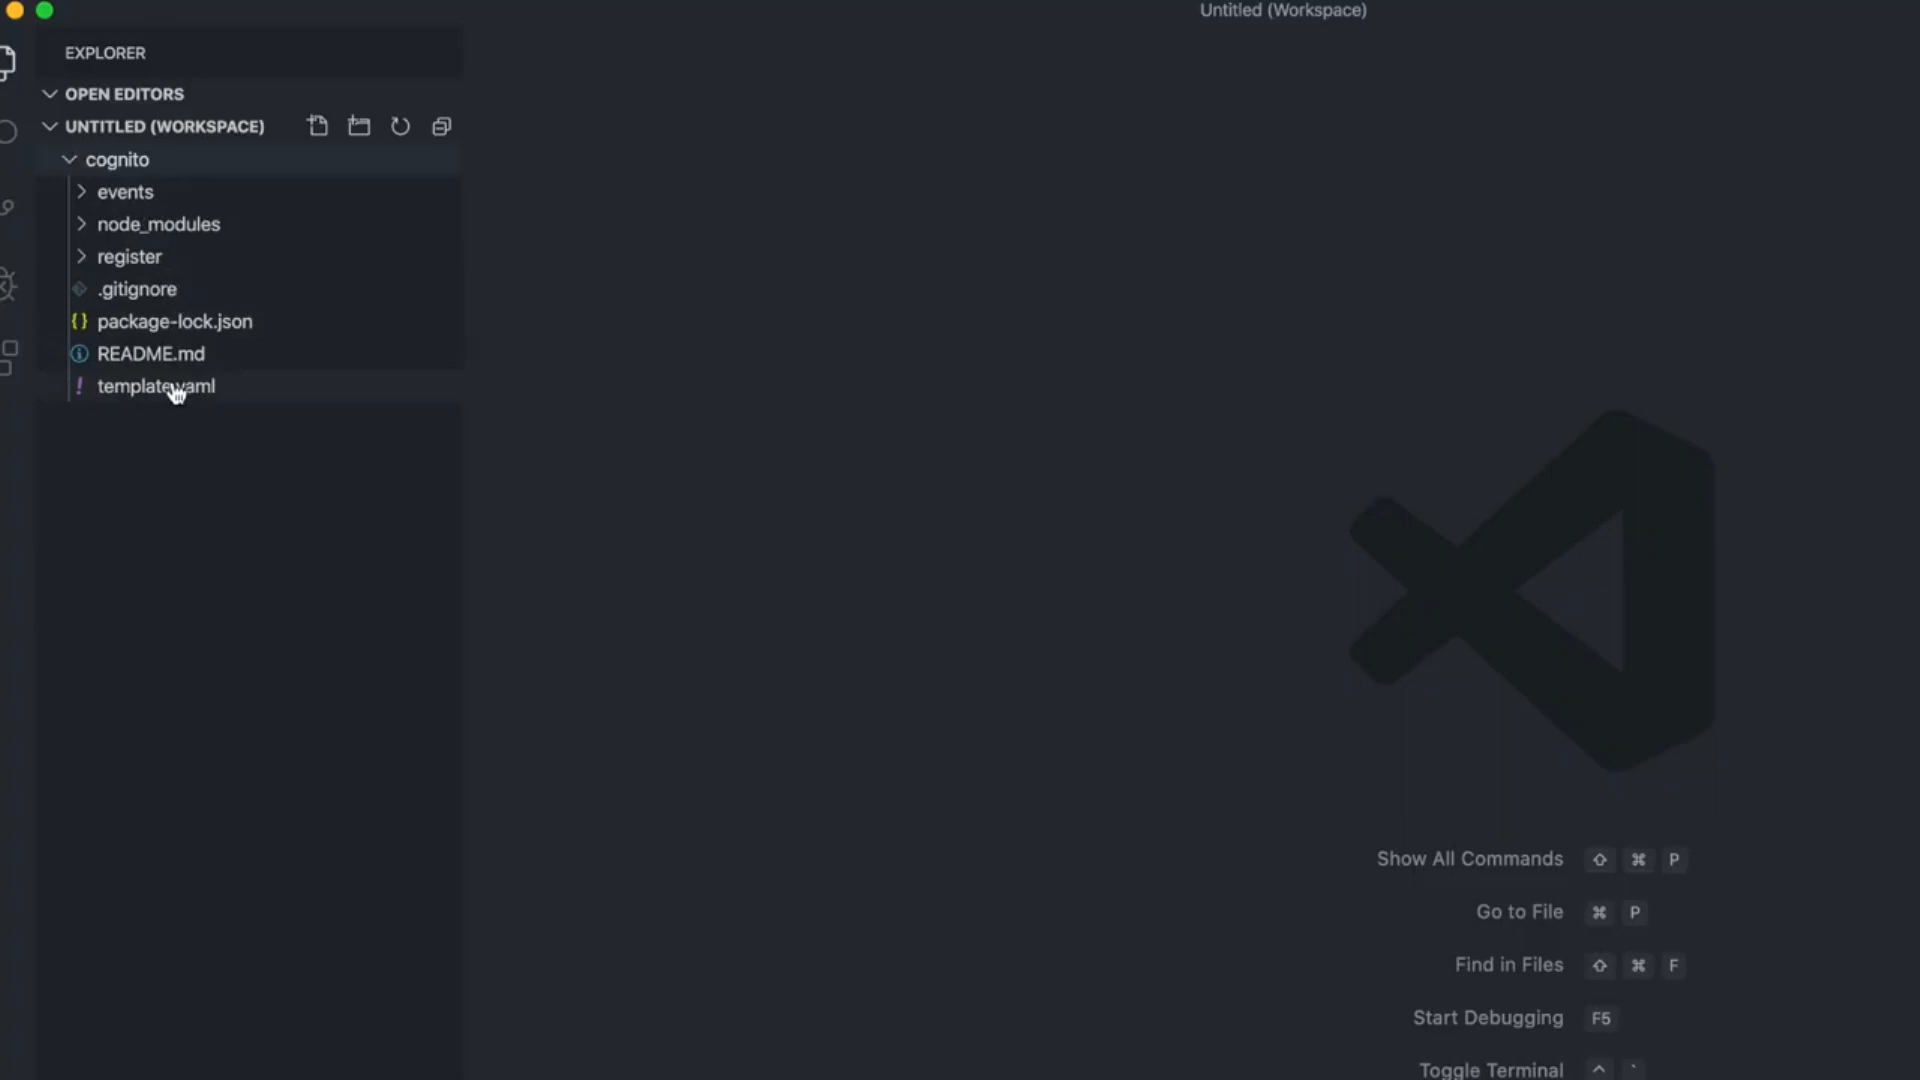 Untitled (Workspace)
EXPLORER
OPEN EDITORS
UNTITLED (WORKSPACE)
cognito
events
node_modules
register
.gitignore
{} package-lock.json
README.md
! template.yaml
Show All Commands ⇧ ⌘ P
Go to File ⌘ P
Find in Files ⇧ ⌘ F
Start Debugging F5
Toggle Terminal ^ `